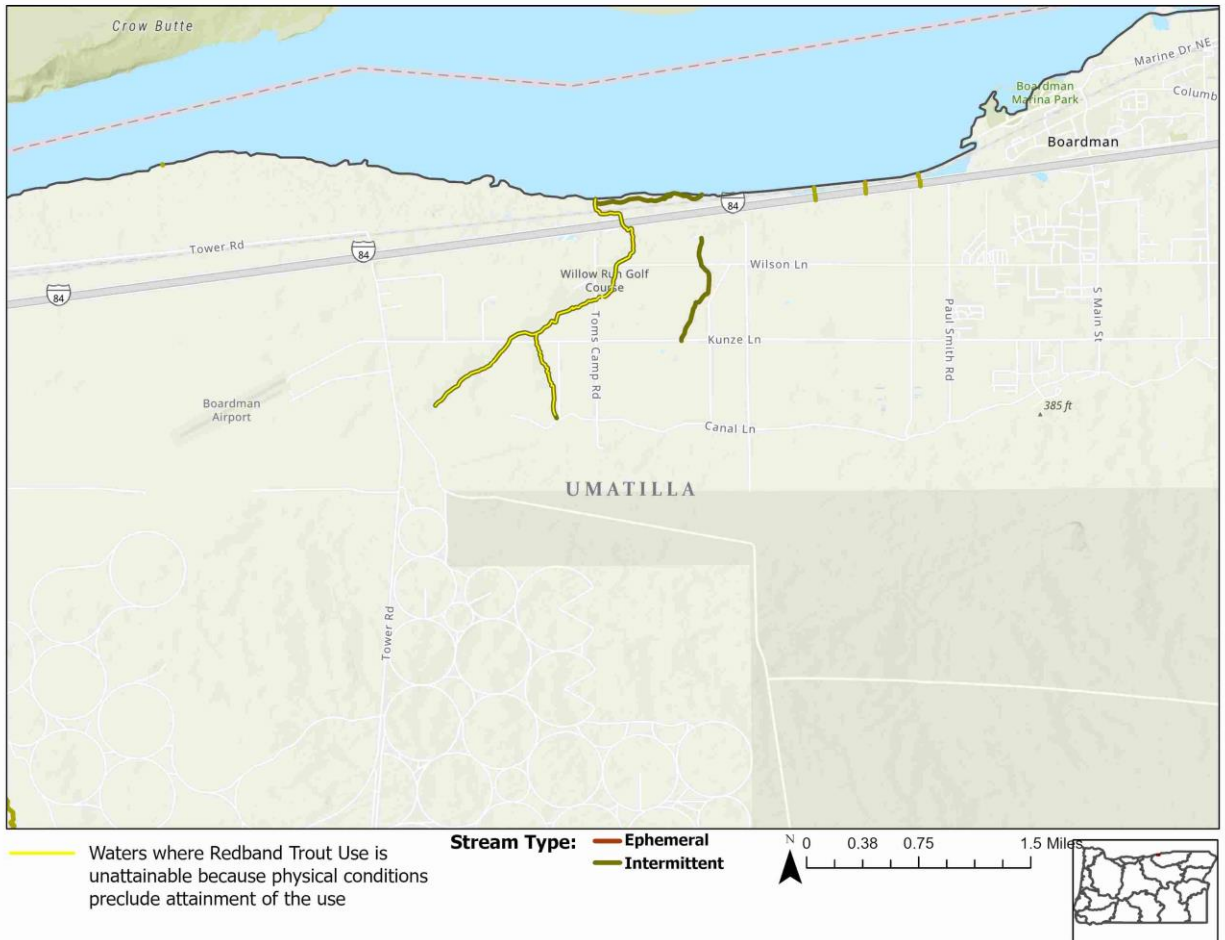 Crow Butte
Marine Dr NE
Boardman
Marina Park
Columb
Boardman
84
Tower Rd
84
84
Willow Run Golf
Course
Wilson Ln
Toms Camp Rd
Kunze Ln
Paul Smith Rd
S Main St
Boardman
Airport
385 ft
Canal Ln
UMATILLA
Tower Rd
Waters where Redband Trout Use is
unattainable because physical conditions
preclude attainment of the use
Stream Type:
Ephemeral
Intermittent
N
0 0.38 0.75 1.5 Miles